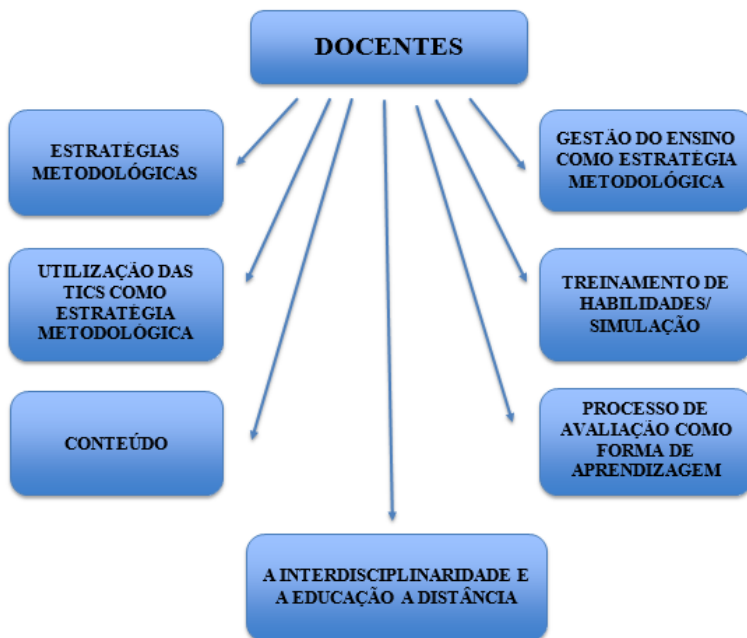 DOCENTES
ESTRATÉGIAS
METODOLÓGICAS
GESTÃO DO ENSINO
COMO ESTRATÉGIA
METODOLÓGICA
UTILIZAÇÃO DAS
TICS COMO
ESTRATÉGIA
METODOLÓGICA
TREINAMENTO DE
HABILIDADES/
SIMULAÇÃO
CONTEÚDO
PROCESSO DE
AVALIAÇÃO COMO
FORMA DE
APRENDIZAGEM
A INTERDISCIPLINARIDADE E
A EDUCAÇÃO A DISTÂNCIA